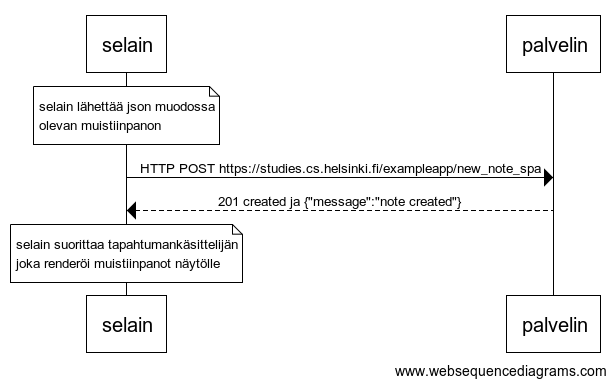 selain
palvelin
selain lähettää json muodossa
olevan muistiinpanon
HTTP POST https://studies.cs.helsinki.fi/exampleapp/new_note_spa
201 created ja {"message":"note created"}
selain suorittaa tapahtumankäsittelijän
joka renderöi muistiinpanot näytölle
selain
palvelin
www.websequencediagrams.com